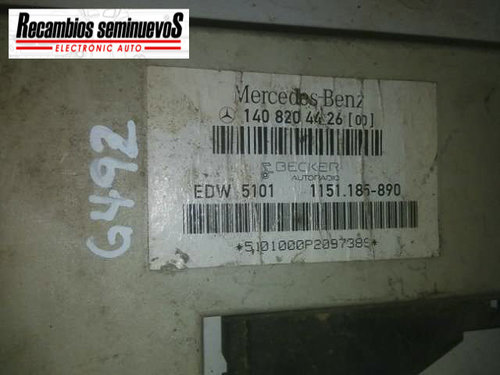 Recambios seminuevoS
ELECTRONIC AUTO
Mercedes-Benz
140 820 44 26 [00]
BECKER
AUTORADIO
EDW 5101 1151.185-890
*5101000P2097385*
G492